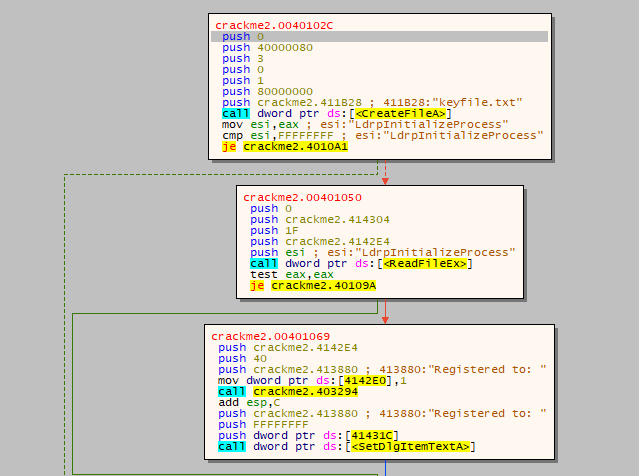 crackme2.0040102C
push 0
push 40000080
push 3
push 0
push 1
push 80000000
push crackme2.411B28 ; 411B28:"keyfile.txt"
call dword ptr ds:[<CreateFileA>]
mov esi,eax ; esi:"LdrpInitializeProcess"
cmp esi,FFFFFFFF ; esi:"LdrpInitializeProcess"
je crackme2.4010A1
crackme2.00401050
push 0
push crackme2.414304
push 1F
push crackme2.4142E4
push esi ; esi:"LdrpInitializeProcess"
call dword ptr ds:[<ReadFileEx>]
test eax,eax
je crackme2.40109A
crackme2.00401069
push crackme2.4142E4
push 40
push crackme2.413880 ; 413880:"Registered to: "
mov dword ptr ds:[4142E0],1
call crackme2.403294
add esp,C
push crackme2.413880 ; 413880:"Registered to: "
push FFFFFFFF
push dword ptr ds:[41431C]
call dword ptr ds:[<SetDlgItemTextA>]